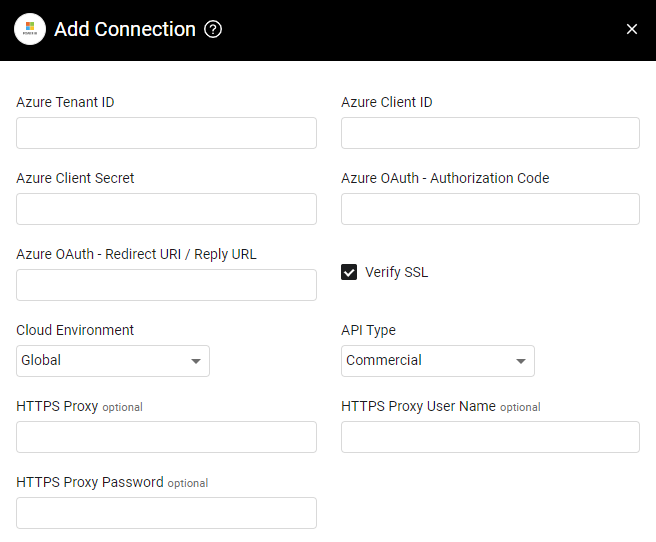 Add Connection ?
Azure Tenant ID
Azure Client ID
Azure Client Secret
Azure OAuth - Authorization Code
Azure OAuth - Redirect URI / Reply URL
Verify SSL
Cloud Environment
API Type
Global
Commercial
HTTPS Proxy optional
HTTPS Proxy User Name optional
HTTPS Proxy Password optional